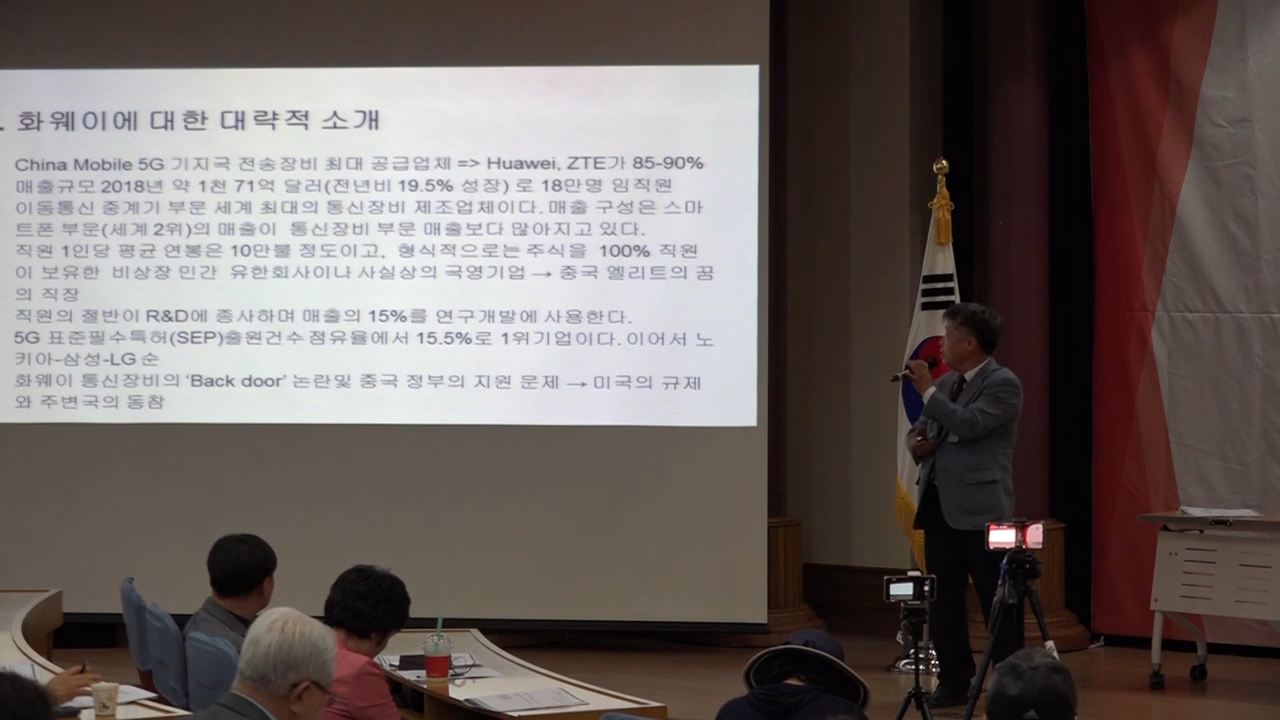 . 화웨이에 대한 대략적 소개
China Mobile 5G 기지국 전송장비 최대 공급업체 => Huawei, ZTE가 85-90%
매출규모 2018년 약 1천 71억 달러(전년비 19.5% 성장) 로 18만명 임직원
이동통신 중계기 부문 세계 최대의 통신장비 제조업체이다. 매출 구성은 스마
트폰 부문(세계 2위)의 매출이 통신장비 부문 매출보다 많아지고 있다.
직원 1인당 평균 연봉은 10만불 정도이고, 형식적으로는 주식을 100% 직원
이 보유한 비상장 민간 유한회사이나 사실상의 국영기업 → 중국 엘리트의 꿈
의 직장
직원의 절반이 R&D에 종사하며 매출의 15%를 연구개발에 사용한다.
5G 표준필수특허(SEP)출원건수 점유율에서 15.5%로 1위기업이다. 이어서 노
키아-삼성-LG 순
화웨이 통신장비의 ‘Back door’ 논란및 중국 정부의 지원 문제 → 미국의 규제
와 주변국의 동참